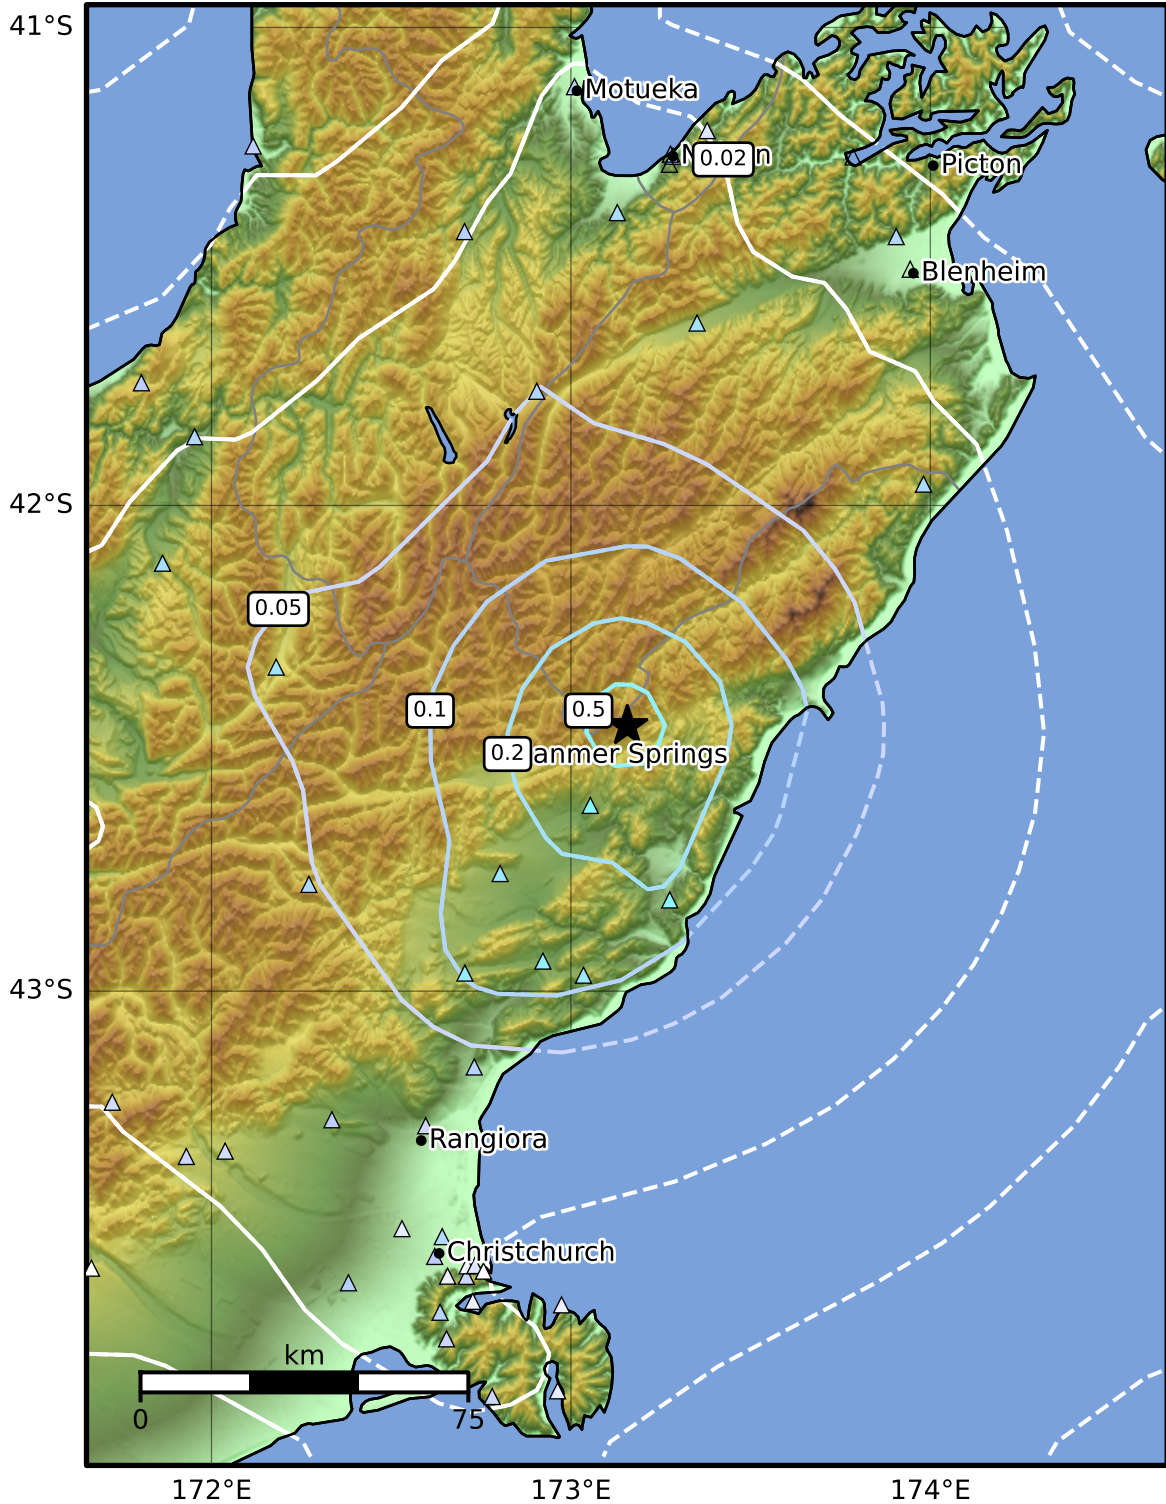 41°S
Motueka
0.02
Picton
Blenheim
42°S
0.05
0.1
0.5
0.2
anmer Springs
43°S
Rangiora
Christchurch
km
0
75
172°E
173°E
174°E